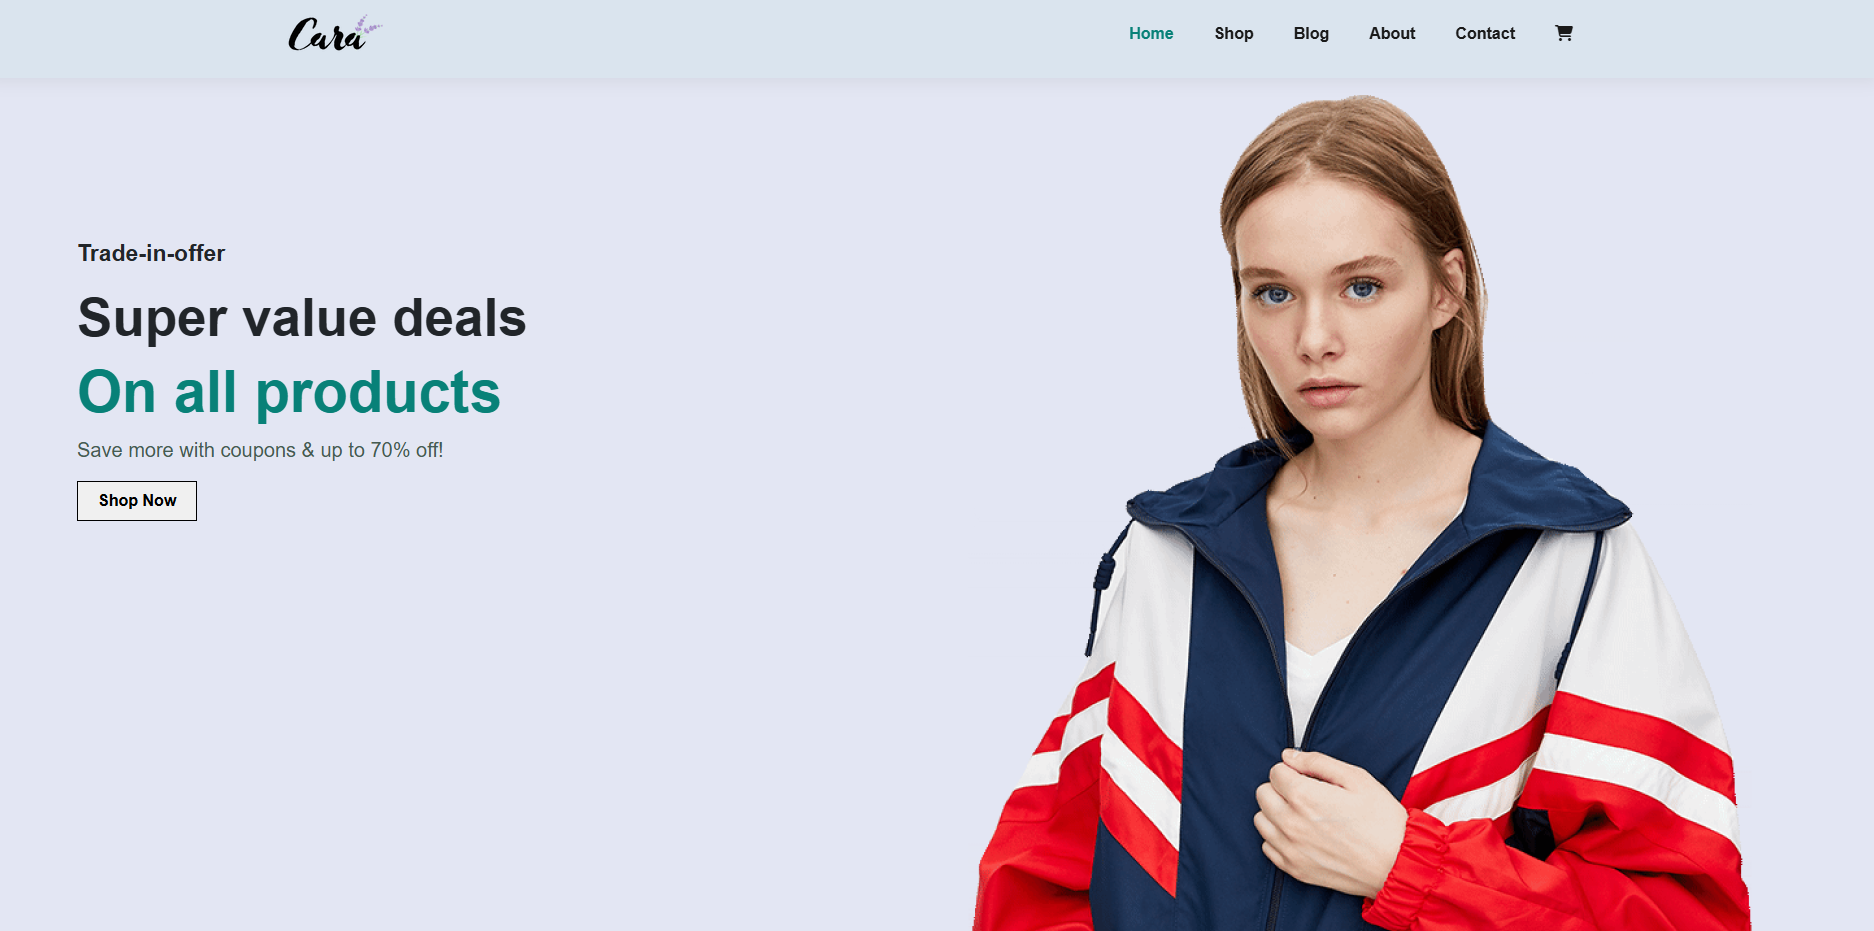 Cara
Home Shop Blog About Contact
Trade-in-offer
Super value deals
On all products
Save more with coupons & up to 70% off!
Shop Now